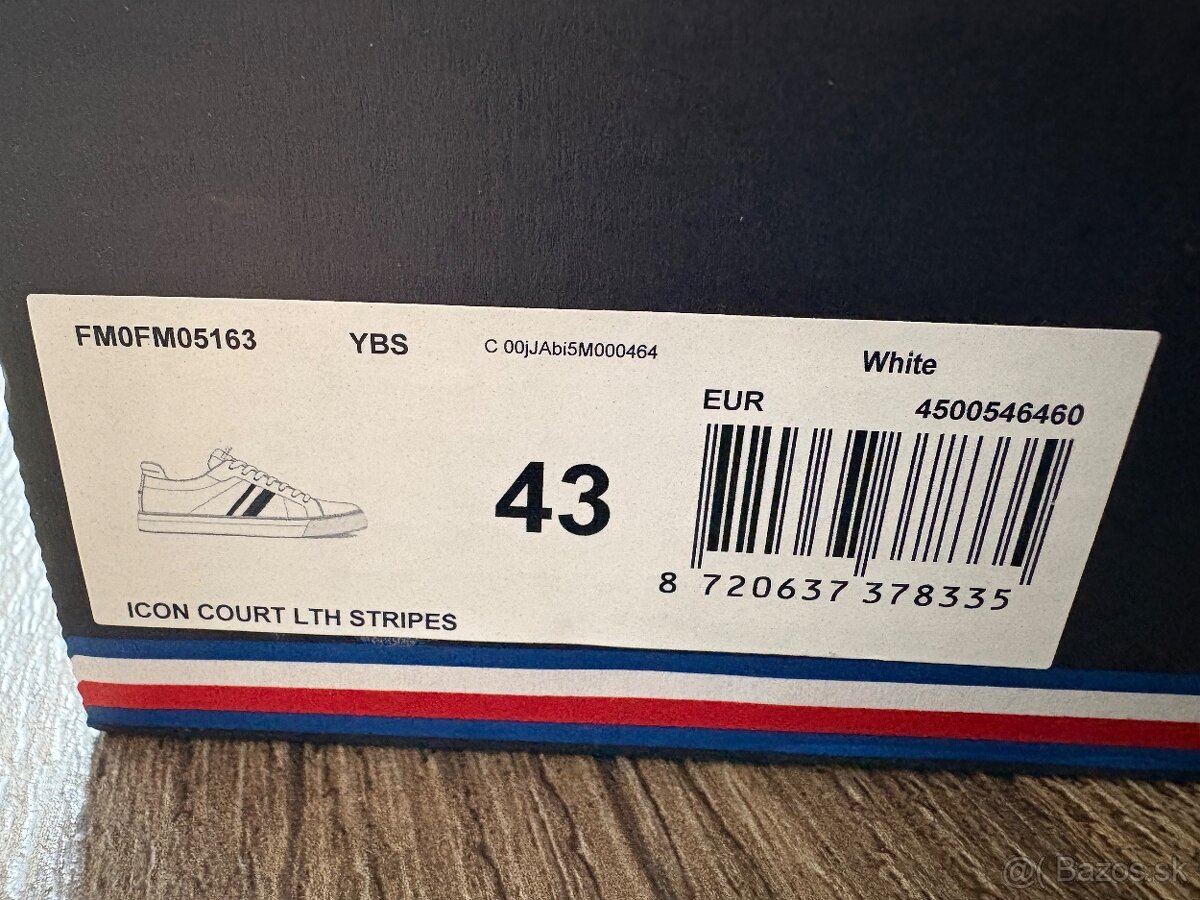 FM0FM05163 YBS C 00jJAbi5M000464 White
EUR 4500546460
43
8 720637 378335
ICON COURT LTH STRIPES
@( Bazos.sk